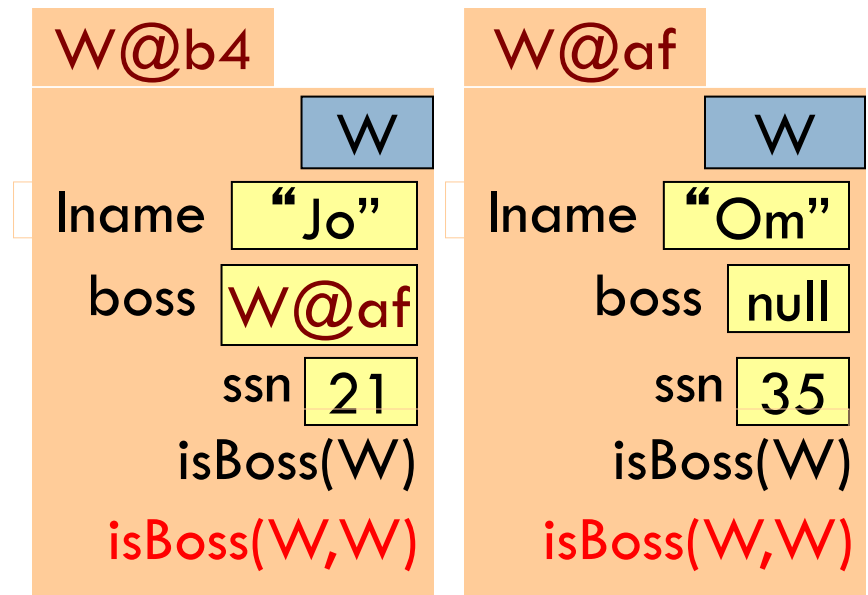 W@b4
W
lname "Jo”
boss W@af
ssn 21
isBoss(W)
isBoss(W,W)
W@af
W
lname “Om”
boss null
ssn 35
isBoss(W)
isBoss(W,W)